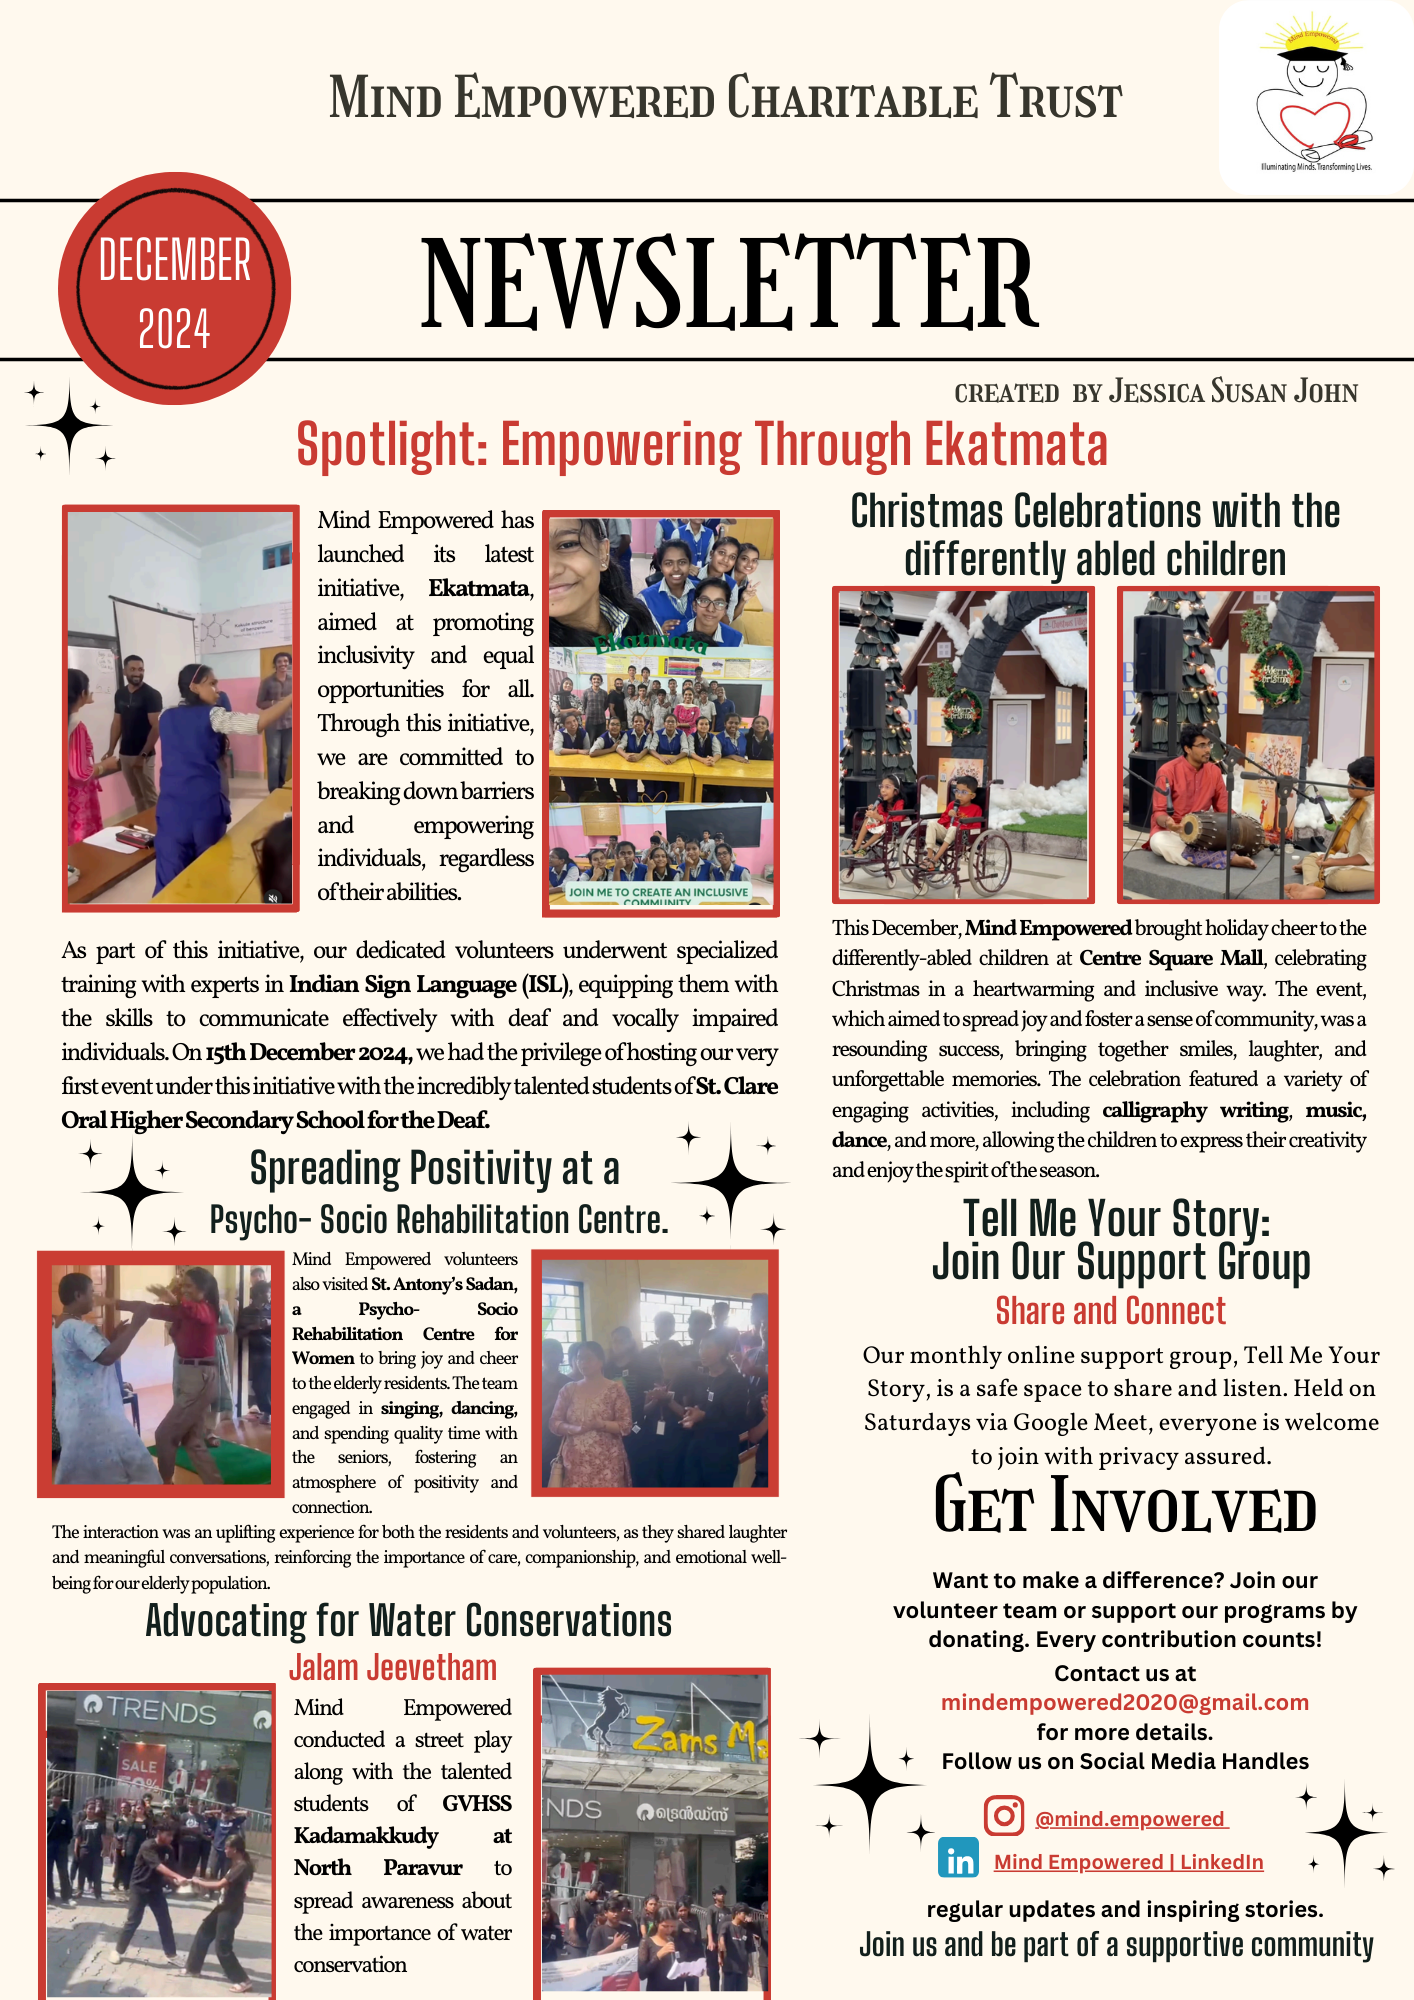 Mind Empowered
Illuminating Minds, Transforming Lives.
Mind Empowered Charitable Trust
DECEMBER
2024
NEWSLETTER
created by Jessica Susan John
Spotlight: Empowering Through Ekatmata
Mind Empowered has
launched its latest
initiative, Ekatmata,
aimed at promoting
inclusivity and equal
opportunities for all.
Through this initiative,
we are committed to
breaking down barriers
and empowering
individuals, regardless
of their abilities.
Ekatmata
JOIN ME TO CREATE AN INCLUSIVE
COMMUNITY
As part of this initiative, our dedicated volunteers underwent specialized
training with experts in Indian Sign Language (ISL), equipping them with
the skills to communicate effectively with deaf and vocally impaired
individuals. On 15th December 2024, we had the privilege of hosting our very
first event under this initiative with the incredibly talented students of St. Clare
Oral Higher Secondary School for the Deaf.
Spreading Positivity at a
Psycho- Socio Rehabilitation Centre.
Mind Empowered volunteers
also visited St. Antony's Sadan,
a Psycho- Socio
Rehabilitation Centre for
Women to bring joy and cheer
to the elderly residents. The team
engaged in singing, dancing,
and spending quality time with
the seniors, fostering an
atmosphere of positivity and
connection.
The interaction was an uplifting experience for both the residents and volunteers, as they shared laughter
and meaningful conversations, reinforcing the importance of care, companionship, and emotional well-
being for our elderly population.
Advocating for Water Conservations
Jalam Jeevetham
TRENDS
SALE
Mind Empowered
conducted a street play
along with the talented
students of GVHSS
Kadamakkudy at
North Paravur to
spread awareness about
the importance of water
conservation
Zams Ma
NDS
ട്രെൻഡ്സ്
Christmas Celebrations with the
differently abled children
Merry
Christmas
Merry
Christmas
This December, Mind Empowered brought holiday cheer to the
differently-abled children at Centre Square Mall, celebrating
Christmas in a heartwarming and inclusive way. The event,
which aimed to spread joy and foster a sense of community, was a
resounding success, bringing together smiles, laughter, and
unforgettable memories. The celebration featured a variety of
engaging activities, including calligraphy writing, music,
dance, and more, allowing the children to express their creativity
and enjoy the spirit of the season.
Tell Me Your Story:
Join Our Support Group
Share and Connect
Our monthly online support group, Tell Me Your
Story, is a safe space to share and listen. Held on
Saturdays via Google Meet, everyone is welcome
to join with privacy assured.
Get Involved
Want to make a difference? Join our
volunteer team or support our programs by
donating. Every contribution counts!
Contact us at
mindempowered2020@gmail.com
for more details.
Follow us on Social Media Handles
@mind.empowered
in Mind Empowered | LinkedIn
regular updates and inspiring stories.
Join us and be part of a supportive community